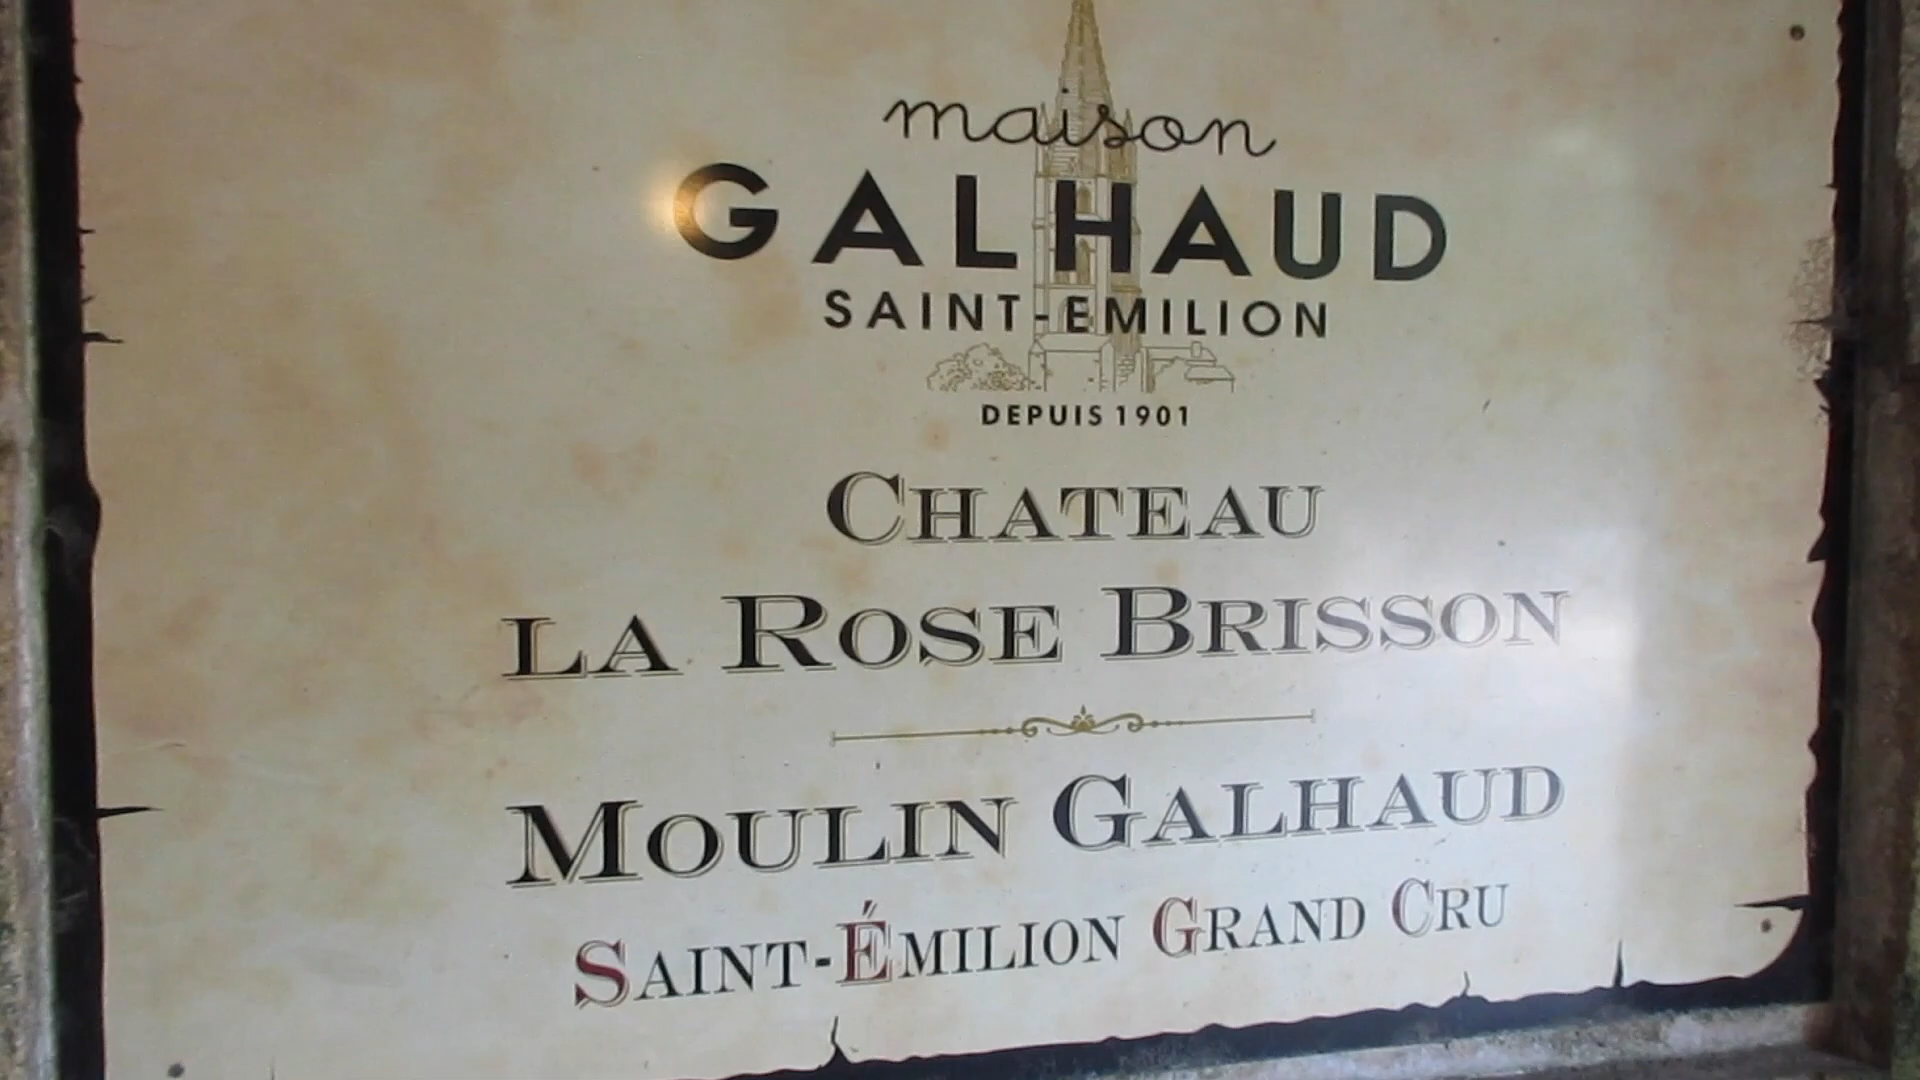 maison
GALHAUD
SAINT-EMILION
DEPUIS 1901
CHATEAU
LA ROSE BRISSON
MOULIN GALHAUD
SAINT-ÉMILION GRAND CRU